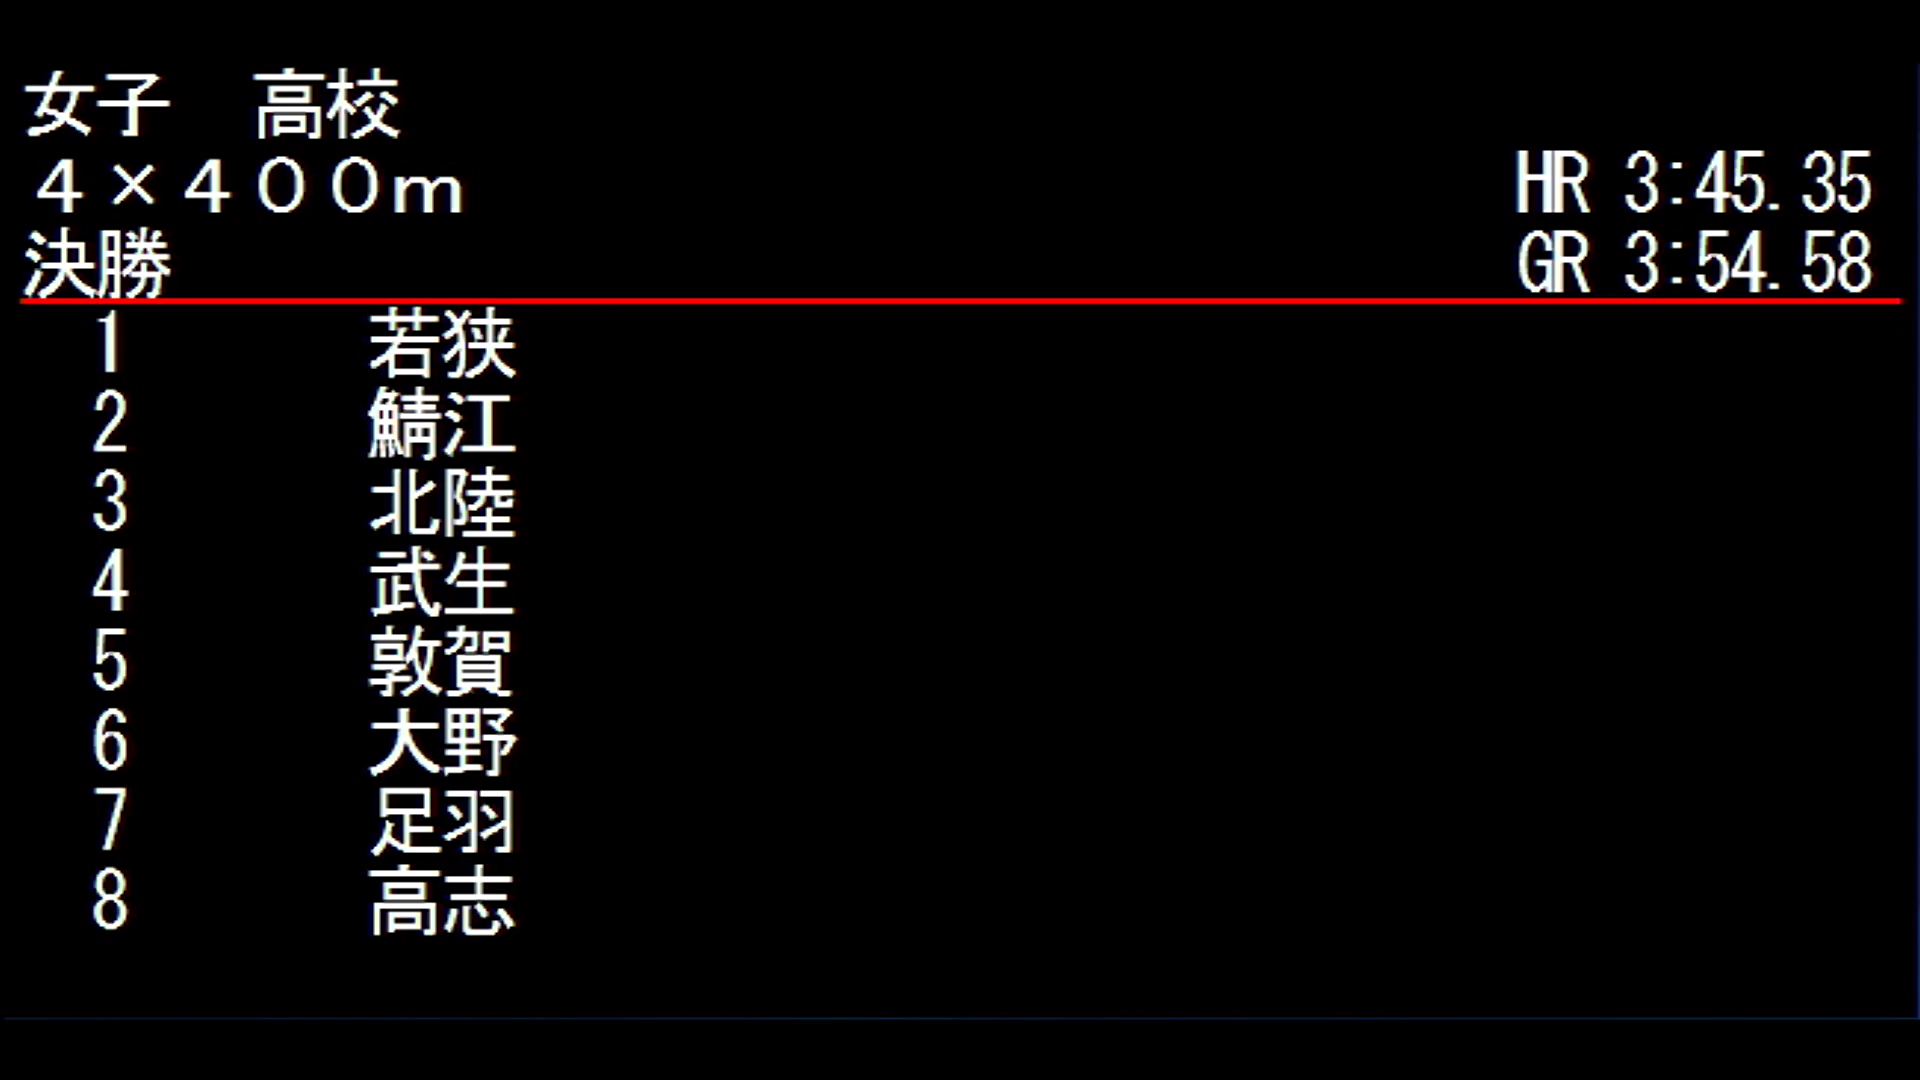 女子　高校
４×４００ｍ
HR 3:45.35
決勝
GR 3:54.58
1 若狭
2 鯖江
3 北陸
4 武生
5 敦賀
6 大野
7 足羽
8 高志